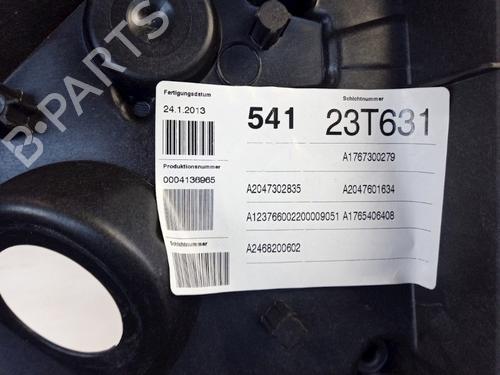 B-PARTS
Fertigungsdatum
24.1.2013
541
Schichtnummer
23T631
A1767300279
Produktionsnummer
0004136965
A2047302835 A2047601634
A123766002200009051 A1765406408
Schichtnummer
A2468200602